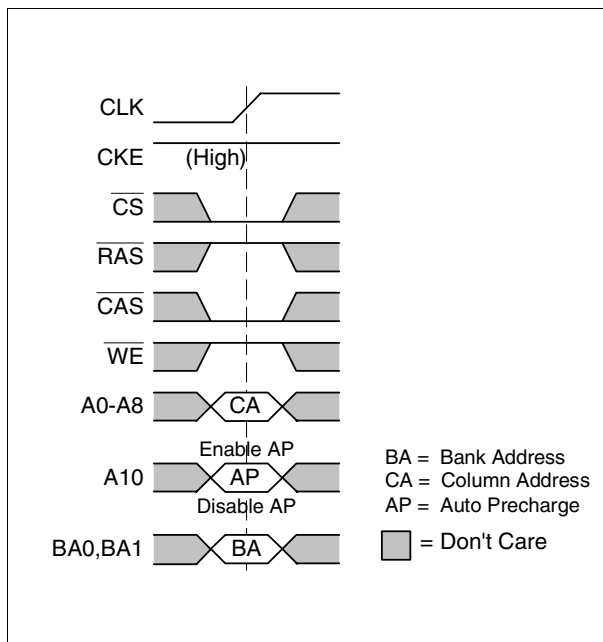 CLK
CKE (High)
CS
RAS
CAS
WE
A0-A8 CA
Enable AP
A10 AP
Disable AP
BA0,BA1 BA
BA = Bank Address
CA = Column Address
AP = Auto Precharge
= Don't Care